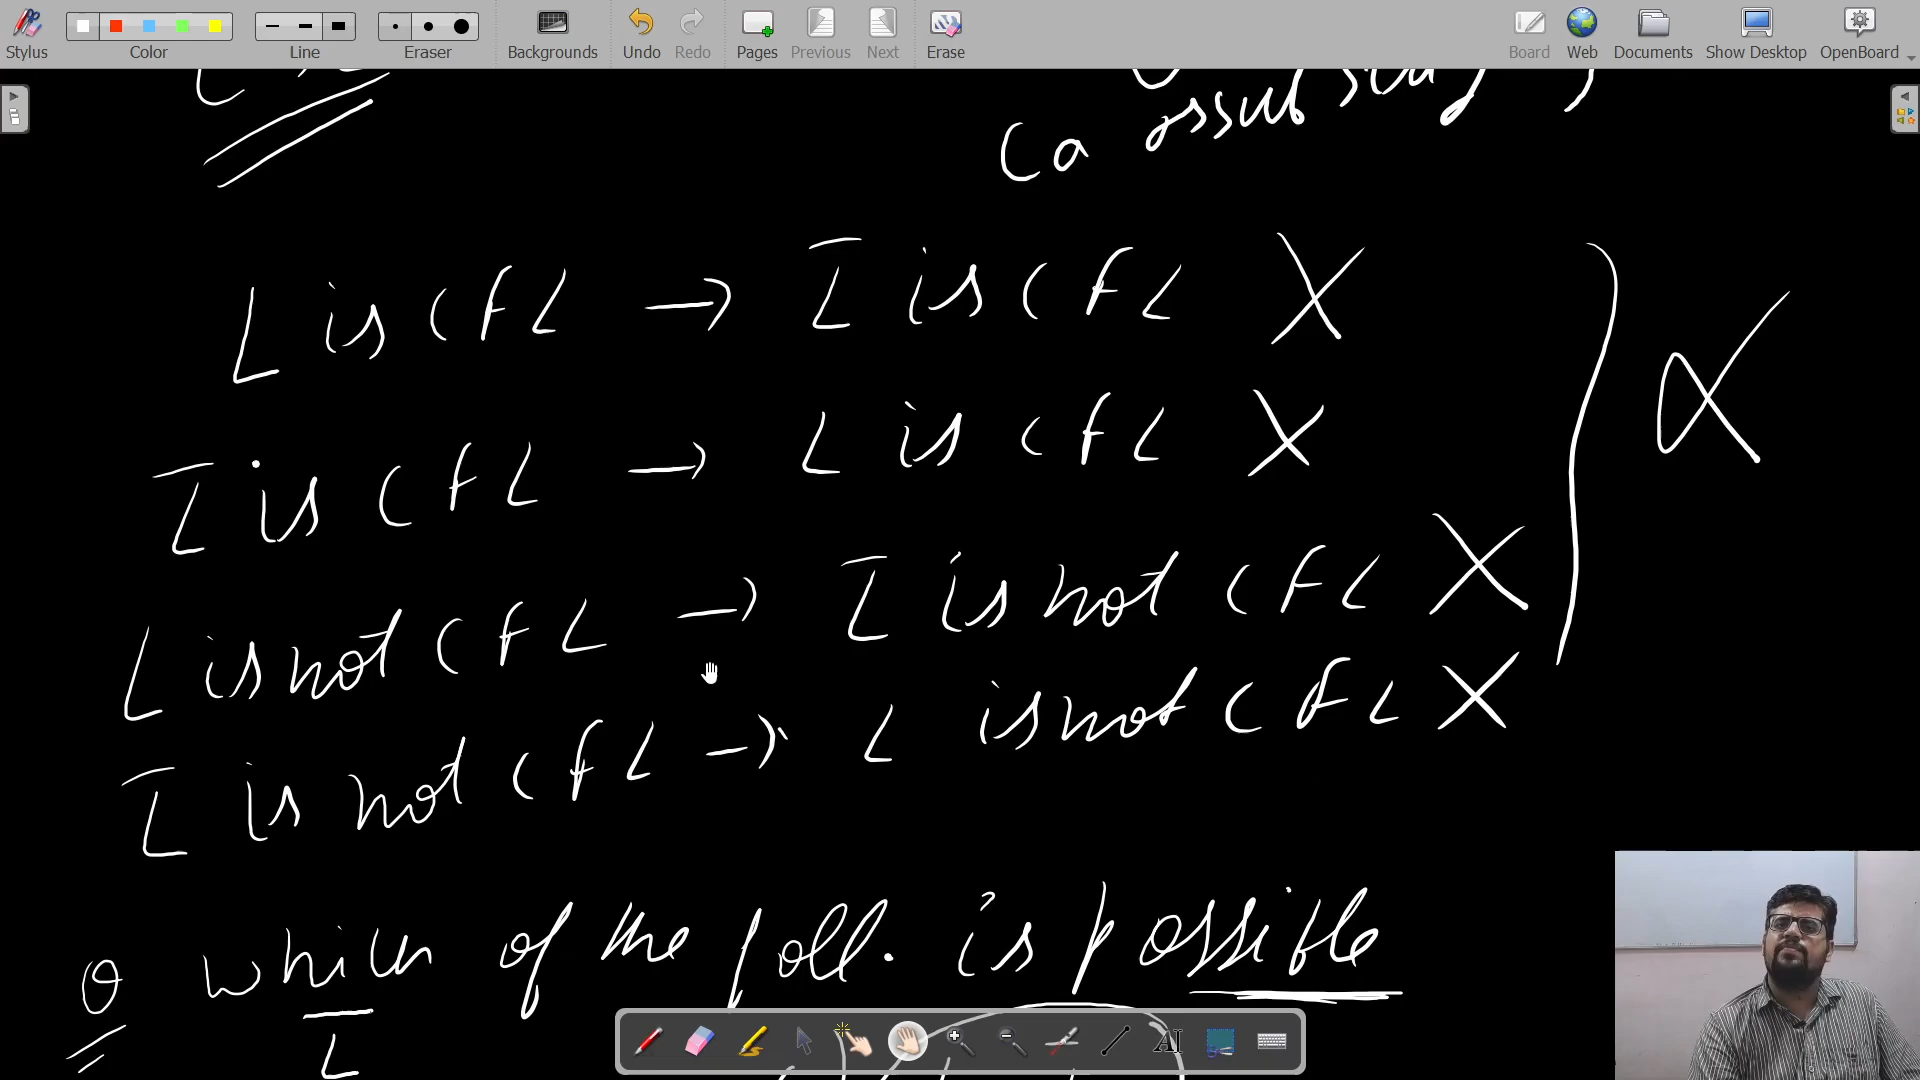 Stylus Color Line Eraser Backgrounds Undo Redo Pages Previous Next Erase Board Web Documents Show Desktop OpenBoard
(a
L is CFL → L̅ is CFL X
L̅ is CFL → L is CFL X
L is not CFL → L̅ is not CFL X
L̅ is not CFL → L is not CFL X
Q which of the foll. is possible
L̅